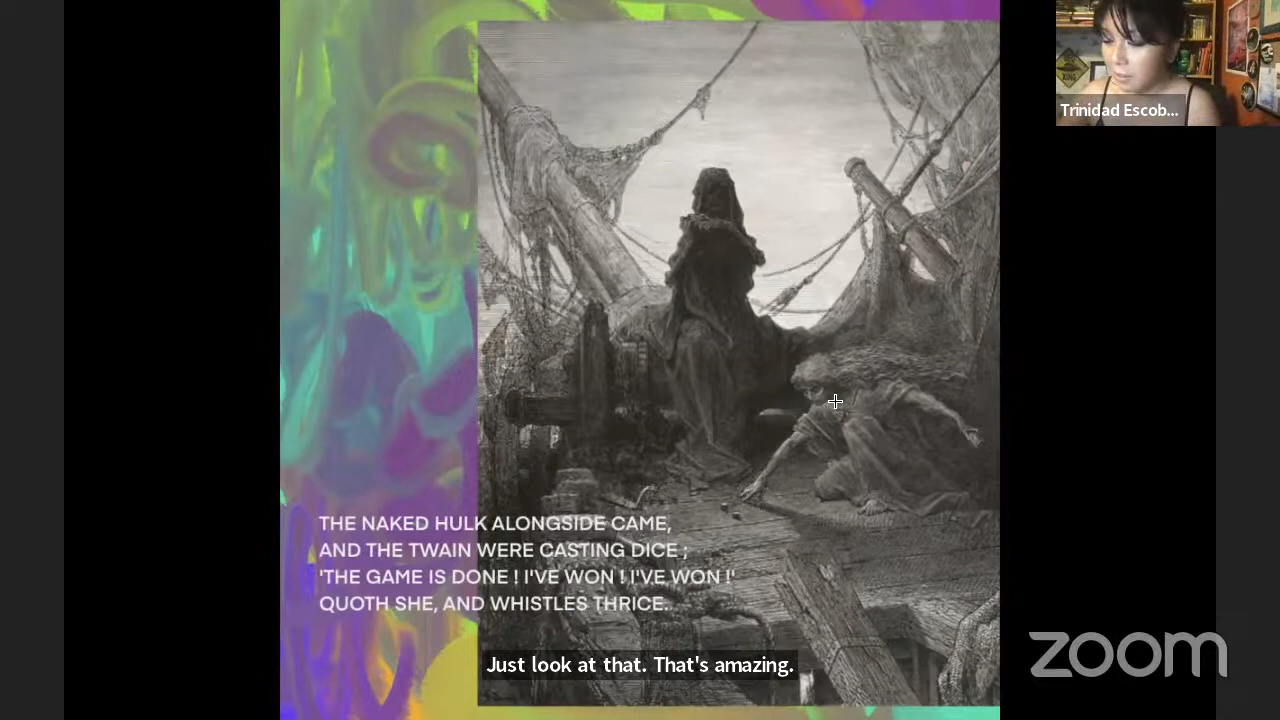 Trinidad Escob...
THE NAKED HULK ALONGSIDE CAME,
AND THE TWAIN WERE CASTING DICE ;
'THE GAME IS DONE ! I'VE WON ! I'VE WON !'
QUOTH SHE, AND WHISTLES THRICE.
Just look at that. That's amazing.
zoom